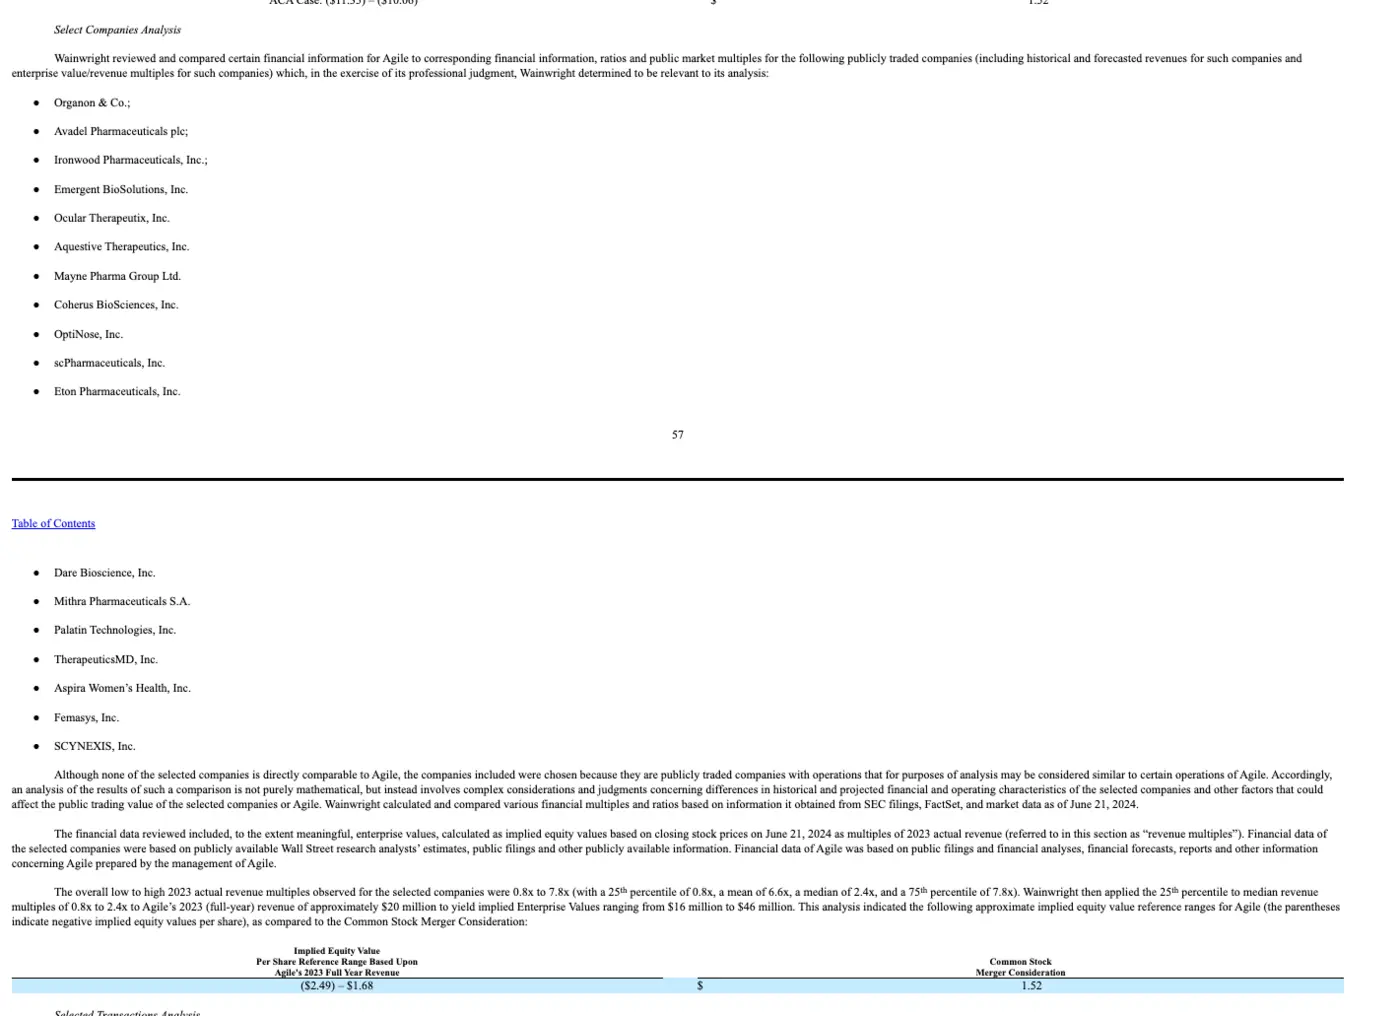 ACA Case: ($11.35) – ($10.06) $ 1.52
Select Companies Analysis
Wainwright reviewed and compared certain financial information for Agile to corresponding financial information, ratios and public market multiples for the following publicly traded companies (including historical and forecasted revenues for such companies and
enterprise value/revenue multiples for such companies) which, in the exercise of its professional judgment, Wainwright determined to be relevant to its analysis:
● Organon & Co.;
● Avadel Pharmaceuticals plc;
● Ironwood Pharmaceuticals, Inc.;
● Emergent BioSolutions, Inc.
● Ocular Therapeutix, Inc.
● Aquestive Therapeutics, Inc.
● Mayne Pharma Group Ltd.
● Coherus BioSciences, Inc.
● OptiNose, Inc.
● scPharmaceuticals, Inc.
● Eton Pharmaceuticals, Inc.
57
Table of Contents
● Dare Bioscience, Inc.
● Mithra Pharmaceuticals S.A.
● Palatin Technologies, Inc.
● TherapeuticsMD, Inc.
● Aspira Women's Health, Inc.
● Femasys, Inc.
● SCYNEXIS, Inc.
Although none of the selected companies is directly comparable to Agile, the companies included were chosen because they are publicly traded companies with operations that for purposes of analysis may be considered similar to certain operations of Agile. Accordingly,
an analysis of the results of such a comparison is not purely mathematical, but instead involves complex considerations and judgments concerning differences in historical and projected financial and operating characteristics of the selected companies and other factors that could
affect the public trading value of the selected companies or Agile. Wainwright calculated and compared various financial multiples and ratios based on information it obtained from SEC filings, FactSet, and market data as of June 21, 2024.
The financial data reviewed included, to the extent meaningful, enterprise values, calculated as implied equity values based on closing stock prices on June 21, 2024 as multiples of 2023 actual revenue (referred to in this section as “revenue multiples”). Financial data of
the selected companies were based on publicly available Wall Street research analysts’ estimates, public filings and other publicly available information. Financial data of Agile was based on public filings and financial analyses, financial forecasts, reports and other information
concerning Agile prepared by the management of Agile.
The overall low to high 2023 actual revenue multiples observed for the selected companies were 0.8x to 7.8x (with a 25th percentile of 0.8x, a mean of 6.6x, a median of 2.4x, and a 75th percentile of 7.8x). Wainwright then applied the 25th percentile to median revenue
multiples of 0.8x to 2.4x to Agile’s 2023 (full-year) revenue of approximately $20 million to yield implied Enterprise Values ranging from $16 million to $46 million. This analysis indicated the following approximate implied equity value reference ranges for Agile (the parentheses
indicate negative implied equity values per share), as compared to the Common Stock Merger Consideration:
Implied Equity Value
Per Share Reference Range Based Upon
Agile’s 2023 Full Year Revenue
Common Stock
Merger Consideration
($2.49) – $1.68 $ 1.52
Selected Transactions Analysis